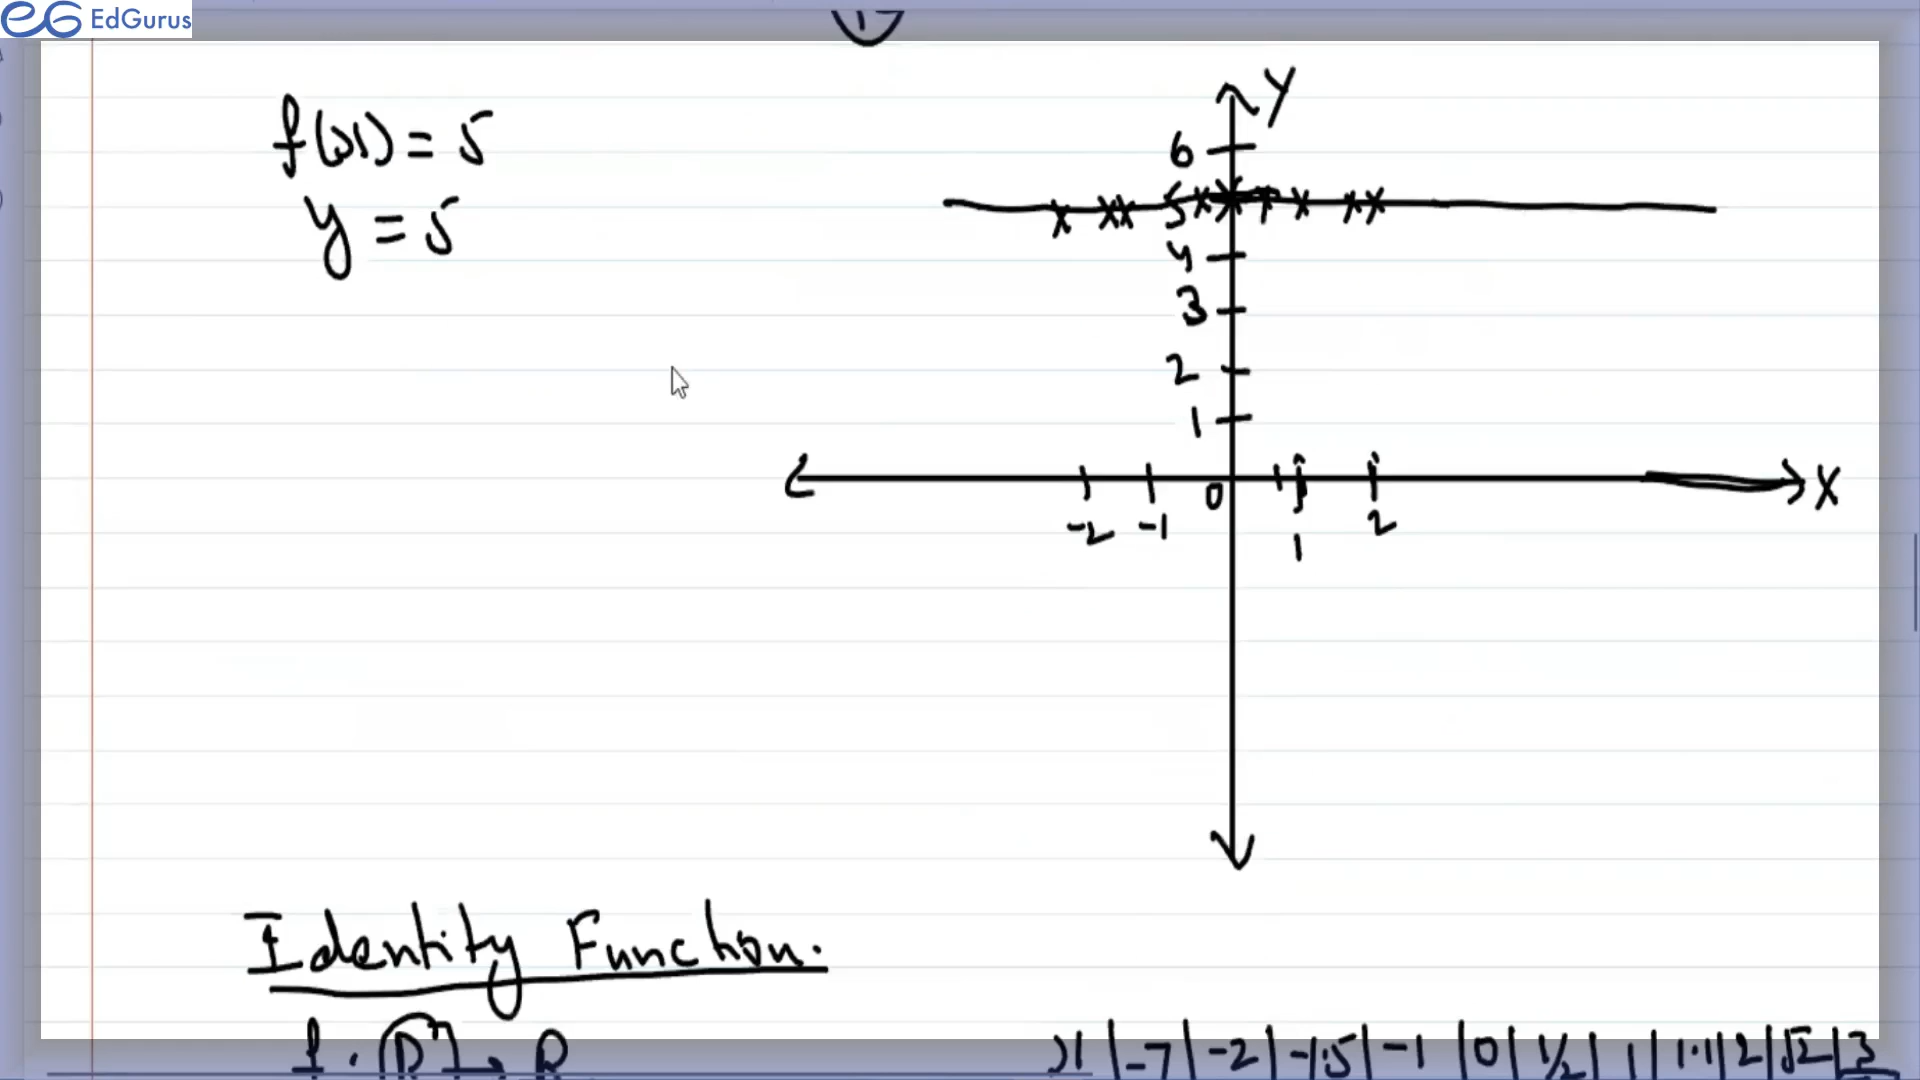 EdGurus
f(x) = 5
y = 5
Y
6
5
4
3
2
1
0
-2 -1 1 2
X
Identity Function.
f : R → R
x | -7 | -2 | -1.5 | -1 | 0 | 1/2 | 1 | 1.1 | 2 | √2 | 3